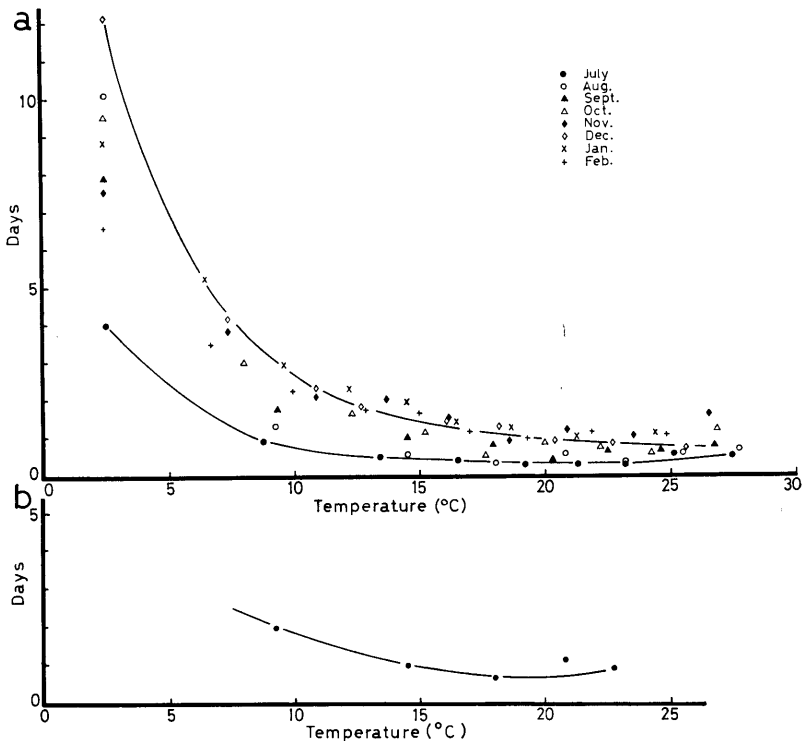 a
10
5
0
Days
July
Aug.
Sept.
Oct.
Nov.
Dec.
Jan.
Feb.
0 5 10 15 20 25 30
Temperature (°C)
b
5
0
Days
0 5 10 15 20 25
Temperature (°C)